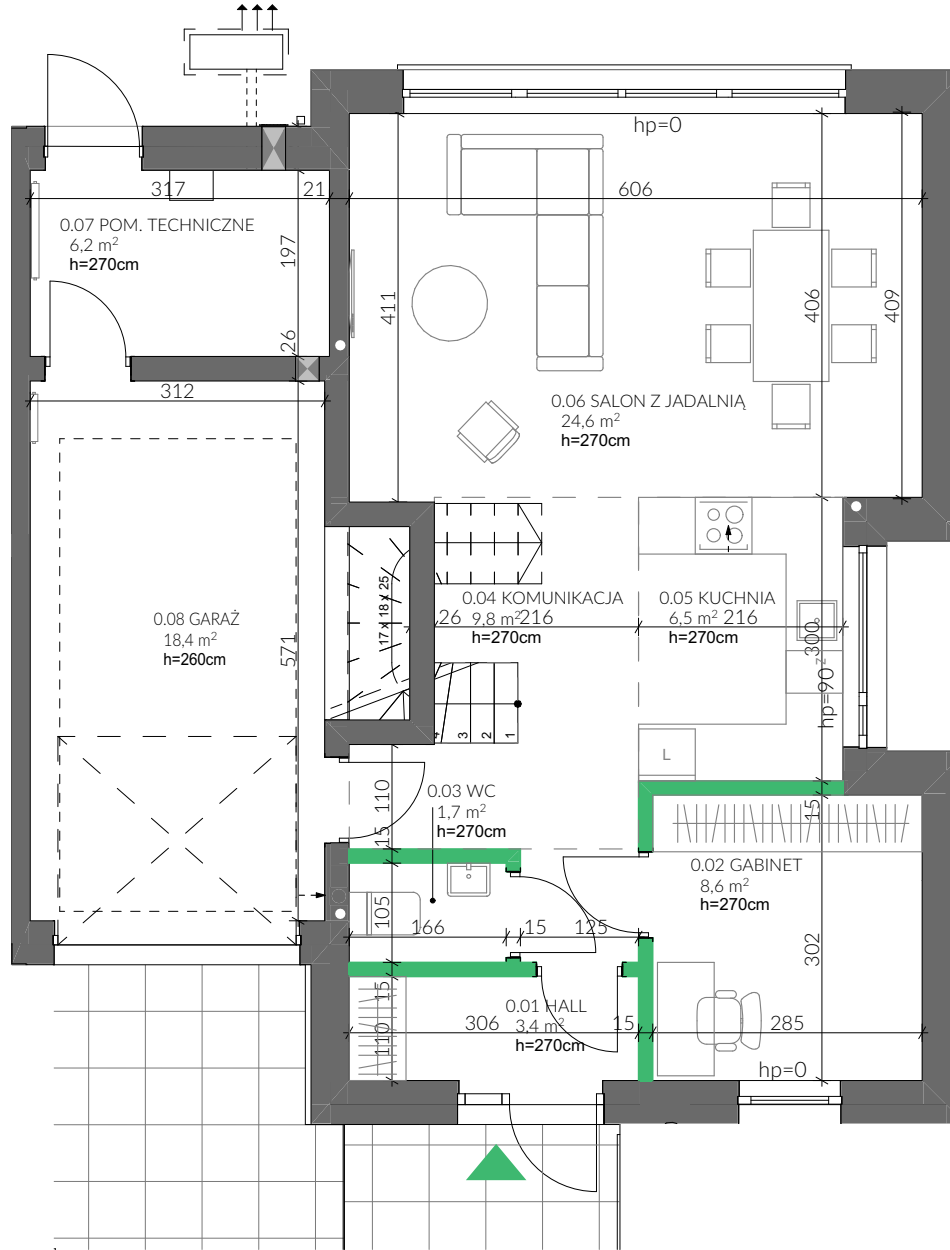 hp=0
317
21
606
0.07 POM. TECHNICZNE
6,2 m²
h=270cm
197
26
411
406
409
312
0.06 SALON Z JADALNIĄ
24,6 m²
h=270cm
17 x 18 x 25
0.04 KOMUNIKACJA
9,8 m²
h=270cm
26
216
0.05 KUCHNIA
6,5 m²
h=270cm
216
300
hp=90
0.08 GARAŻ
18,4 m²
h=260cm
571
4
3
2
1
L
110
15
0.03 WC
1,7 m²
h=270cm
15
0.02 GABINET
8,6 m²
h=270cm
105
166
15
125
302
15
110
306
0.01 HALL
3,4 m²
h=270cm
15
285
hp=0